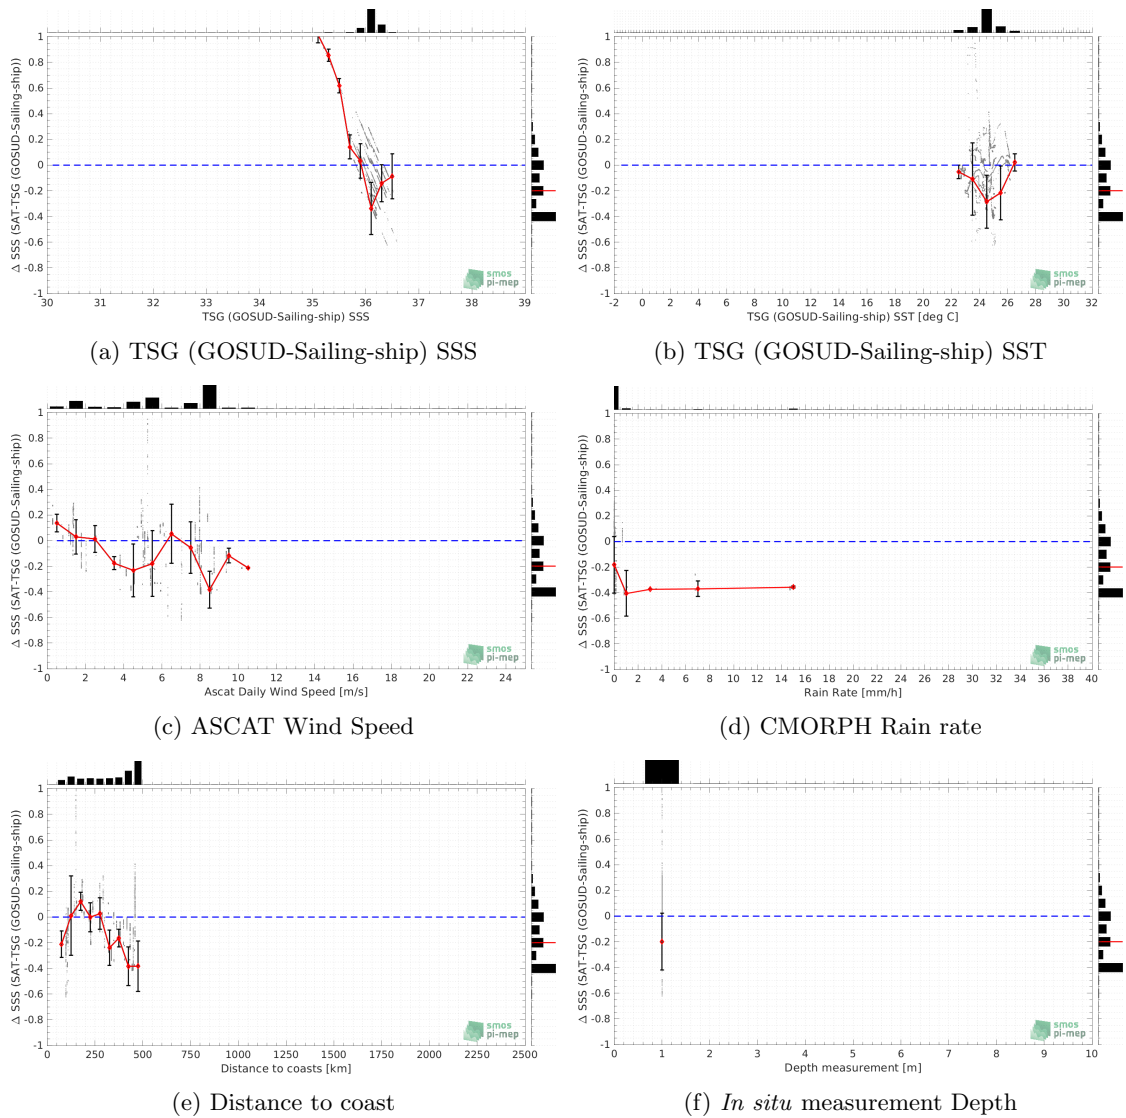 Δ SSS (SAT-TSG (GOSUD-Sailing-ship))
1
0.8
0.6
0.4
0.2
0
-0.2
-0.4
-0.6
-0.8
-1
30 31 32 33 34 35 36 37 38 39
TSG (GOSUD-Sailing-ship) SSS
smos
pi-mep
(a) TSG (GOSUD-Sailing-ship) SSS
Δ SSS (SAT-TSG (GOSUD-Sailing-ship))
1
0.8
0.6
0.4
0.2
0
-0.2
-0.4
-0.6
-0.8
-1
-2 0 2 4 6 8 10 12 14 16 18 20 22 24 26 28 30 32
TSG (GOSUD-Sailing-ship) SST [deg C]
smos
pi-mep
(b) TSG (GOSUD-Sailing-ship) SST
Δ SSS (SAT-TSG (GOSUD-Sailing-ship))
1
0.8
0.6
0.4
0.2
0
-0.2
-0.4
-0.6
-0.8
-1
0 2 4 6 8 10 12 14 16 18 20 22 24
Ascat Daily Wind Speed [m/s]
smos
pi-mep
(c) ASCAT Wind Speed
Δ SSS (SAT-TSG (GOSUD-Sailing-ship))
1
0.8
0.6
0.4
0.2
0
-0.2
-0.4
-0.6
-0.8
-1
0 2 4 6 8 10 12 14 16 18 20 22 24 26 28 30 32 34 36 38 40
Rain Rate [mm/h]
smos
pi-mep
(d) CMORPH Rain rate
Δ SSS (SAT-TSG (GOSUD-Sailing-ship))
1
0.8
0.6
0.4
0.2
0
-0.2
-0.4
-0.6
-0.8
-1
0 250 500 750 1000 1250 1500 1750 2000 2250 2500
Distance to coasts [km]
smos
pi-mep
(e) Distance to coast
Δ SSS (SAT-TSG (GOSUD-Sailing-ship))
1
0.8
0.6
0.4
0.2
0
-0.2
-0.4
-0.6
-0.8
-1
0 1 2 3 4 5 6 7 8 9 10
Depth measurement [m]
smos
pi-mep
(f) In situ measurement Depth